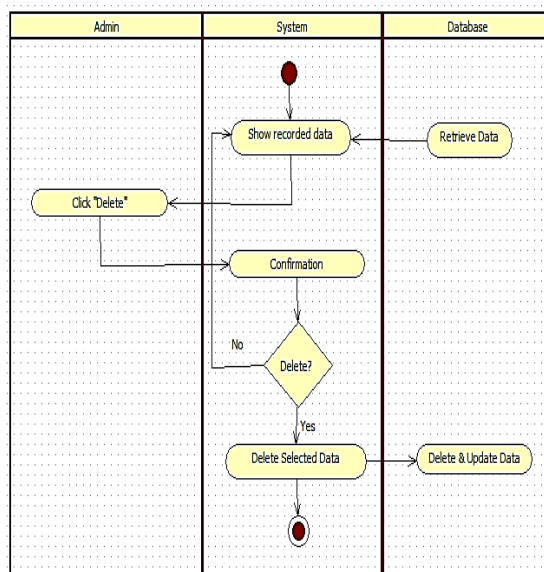 Admin
System
Database
Show recorded data
Retrieve Data
Click "Delete"
Confirmation
No
Delete?
Yes
Delete Selected Data
Delete & Update Data